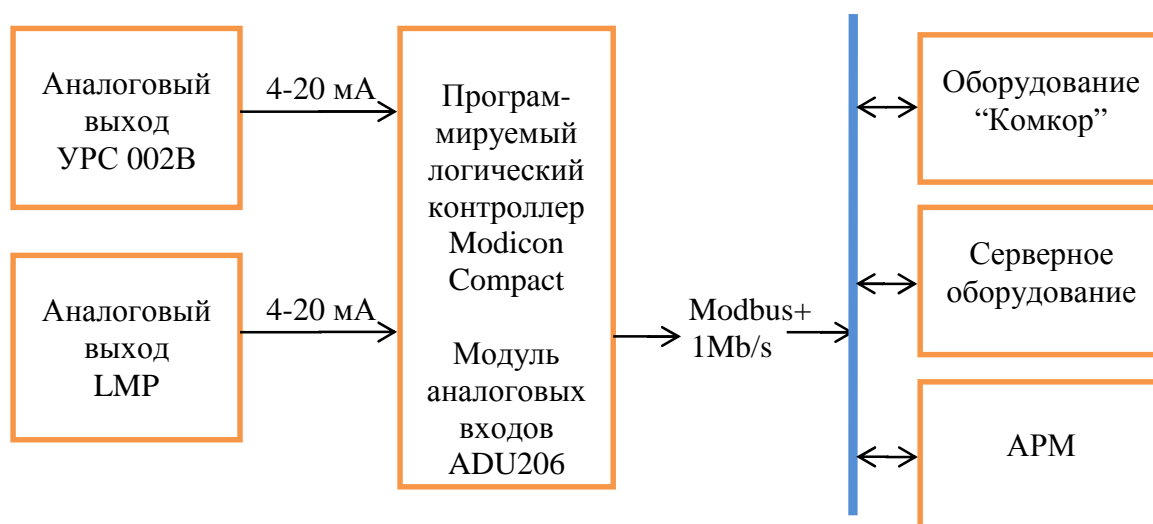 Аналоговый
выход
УРС 002В
4-20 мА
Аналоговый
выход
LMP
4-20 мА
Програм-
мируемый
логический
контроллер
Modicon
Compact
Модуль
аналоговых
входов
ADU206
Modbus+
1Mb/s
Оборудование
“Комкор”
Серверное
оборудование
АРМ